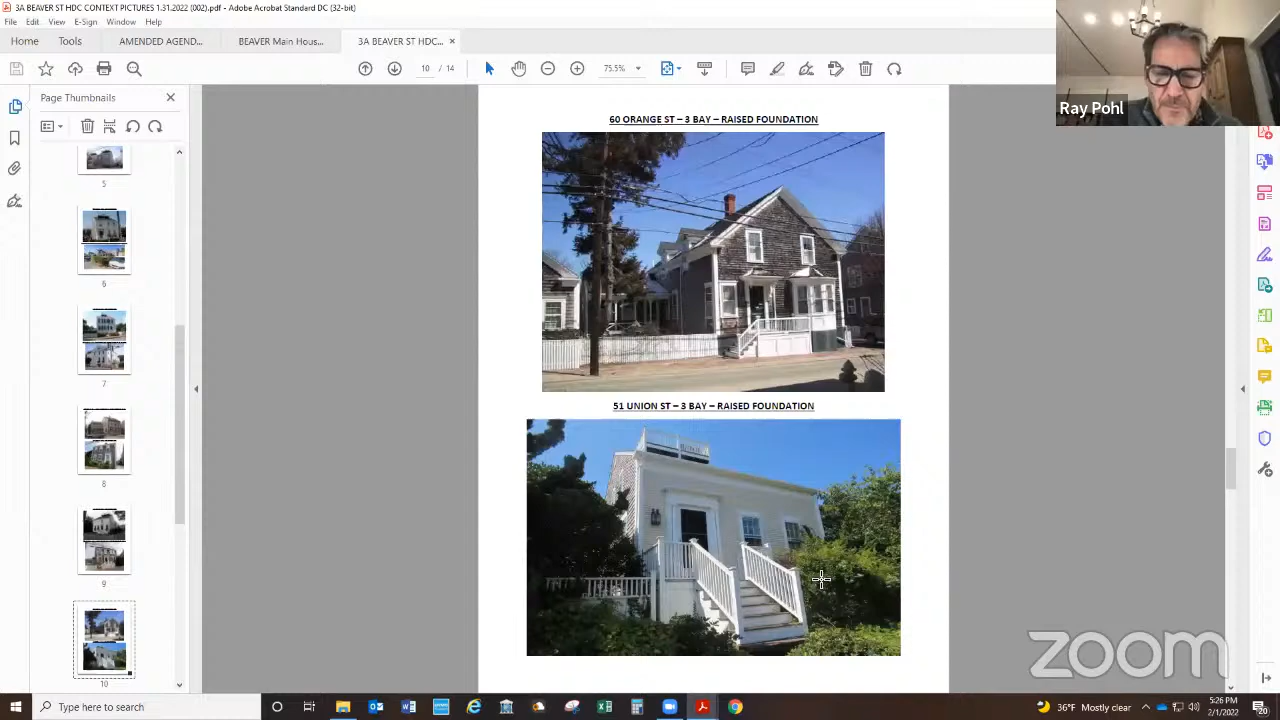 3A BEAVER ST HDC CONTEXT PICTURES 1.31.2022 (002).pdf - Adobe Acrobat Standard DC (32-bit)
File Edit View E-Sign Window Help
Home Tools AMENDED AGEND... BEAVER Main Hous... 3A BEAVER ST HDC... ×
10 / 14 75.5%
Page Thumbnails
5
6
7
8
9
10
60 ORANGE ST – 3 BAY – RAISED FOUNDATION
51 UNION ST – 3 BAY – RAISED FOUNDATION
Ray Pohl
zoom
Type here to search
36°F Mostly clear
5:26 PM
2/1/2022
20